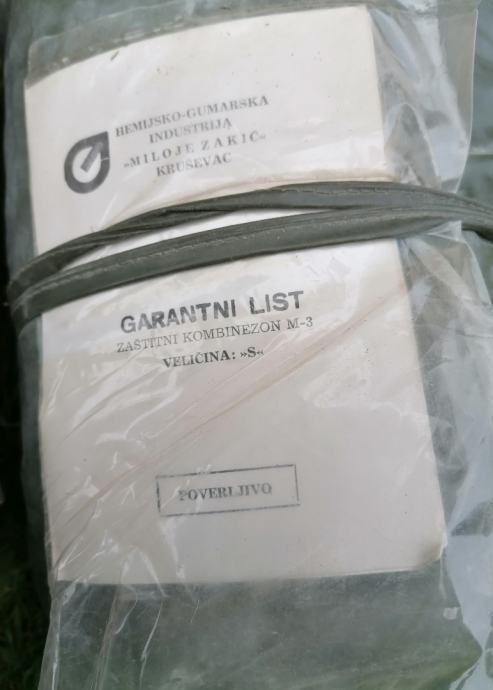 HEMIJSKO-GUMARSKA
INDUSTRIJA
»MILOJE ZAKIĆ«
KRUŠEVAC
GARANTNI LIST
ZAŠTITNI KOMBINEZON M-3
VELIČINA: »S«
POVERLJIVO